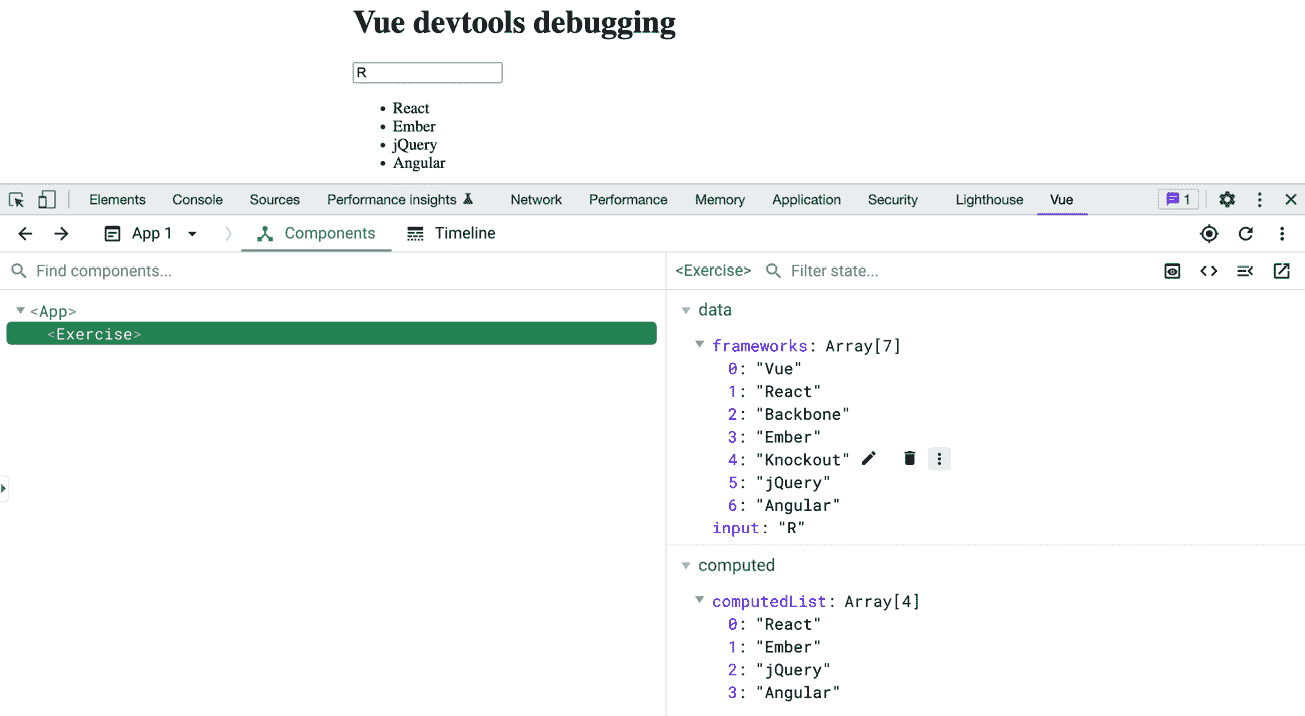 Vue devtools debugging
R
• React
• Ember
• jQuery
• Angular
Elements Console Sources Performance insights Network Performance Memory Application Security Lighthouse Vue 1
App 1 Components Timeline
Find components...
<Exercise> Filter state...
<App>
<Exercise>
data
frameworks: Array[7]
0: "Vue"
1: "React"
2: "Backbone"
3: "Ember"
4: "Knockout"
5: "jQuery"
6: "Angular"
input: "R"
computed
computedList: Array[4]
0: "React"
1: "Ember"
2: "jQuery"
3: "Angular"